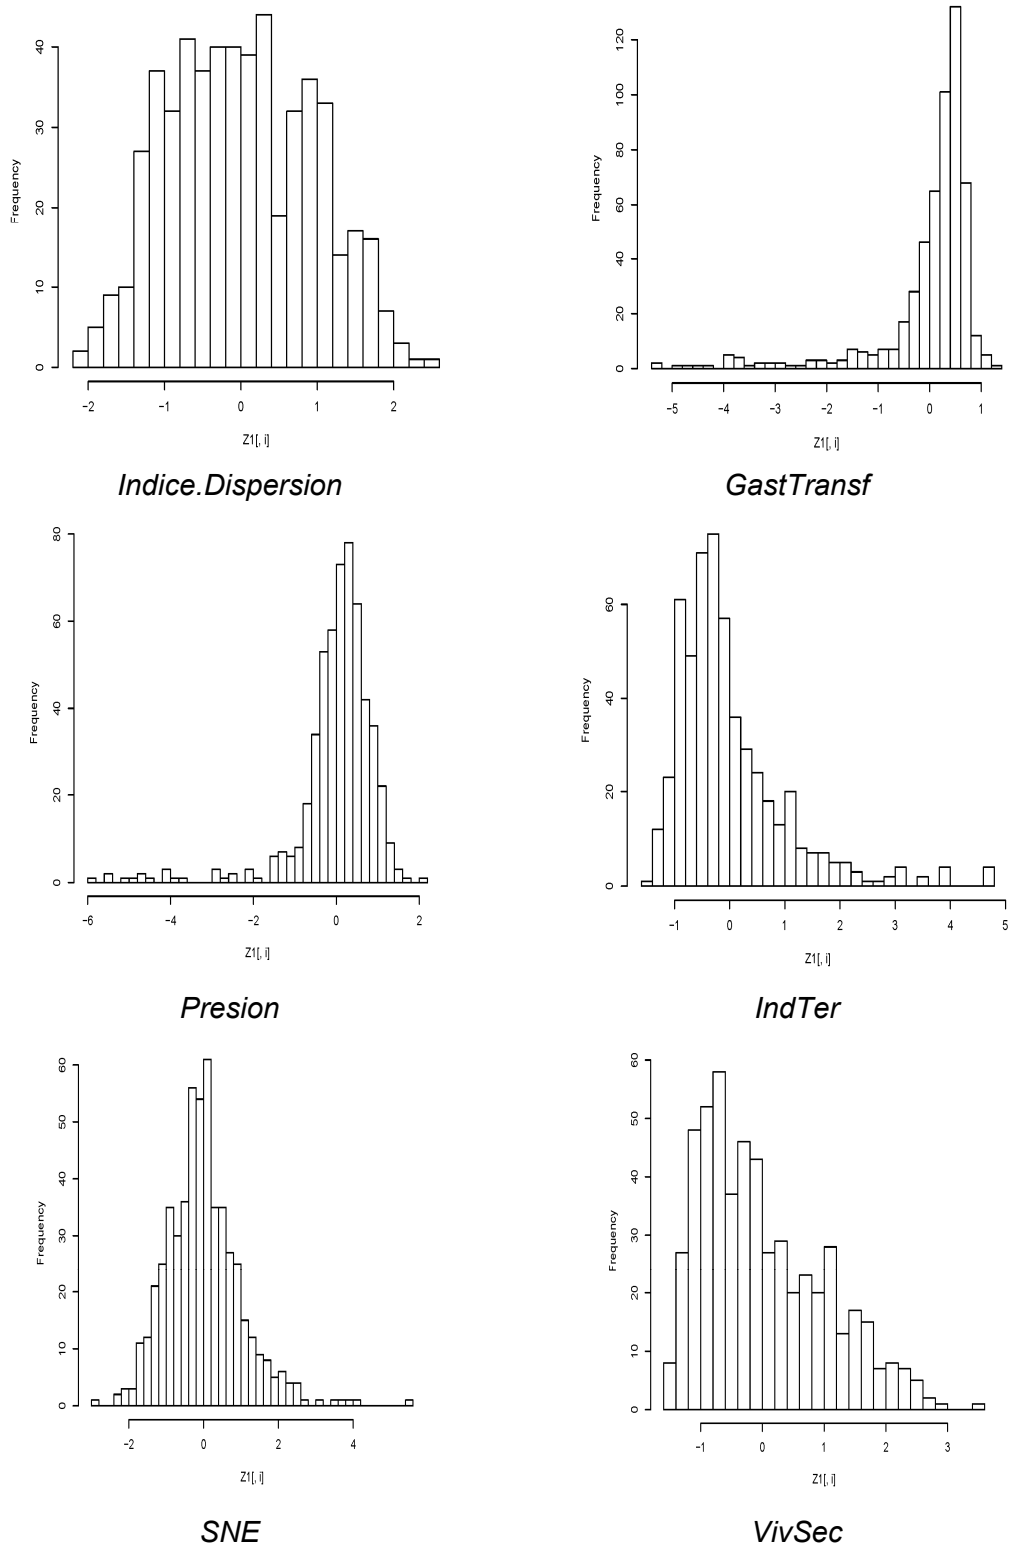 Frequency
0 10 20 30 40
−2 −1 0 1 2
Z1[, i]
Indice.Dispersion
Frequency
0 20 40 60 80 100 120
−5 −4 −3 −2 −1 0 1
Z1[, i]
GastTransf
Frequency
0 20 40 60 80
−6 −4 −2 0 2
Z1[, i]
Presion
Frequency
0 20 40 60
−1 0 1 2 3 4 5
Z1[, i]
IndTer
Frequency
0 10 20 30 40 50 60
−2 0 2 4
Z1[, i]
SNE
Frequency
0 10 20 30 40 50 60
−1 0 1 2 3
Z1[, i]
VivSec